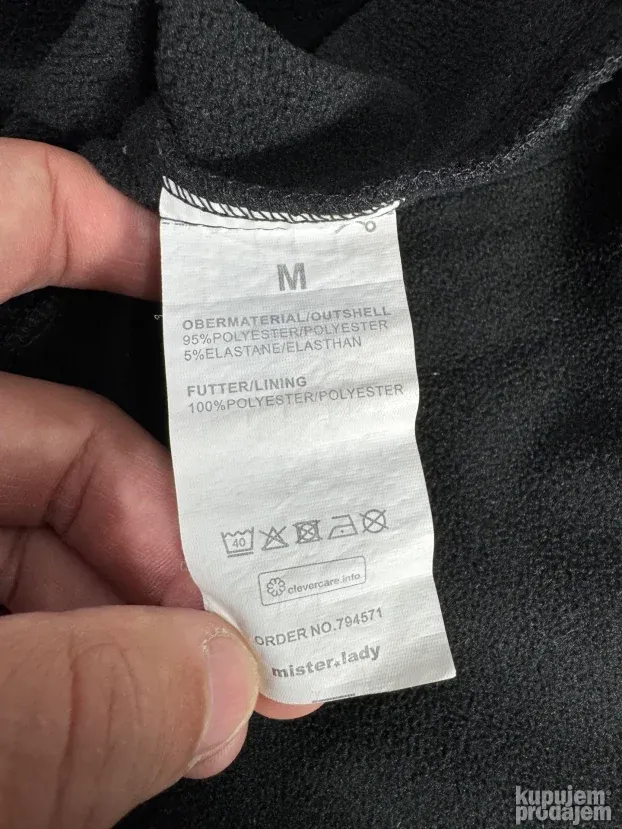 M
OBERMATERIAL/OUTSHELL
95%POLYESTER/POLYESTER
5%ELASTANE/ELASTHAN
FUTTER/LINING
100%POLYESTER/POLYESTER
40
clevercare.info
ORDER NO.794571
mister*lady
kupujem
prodajem